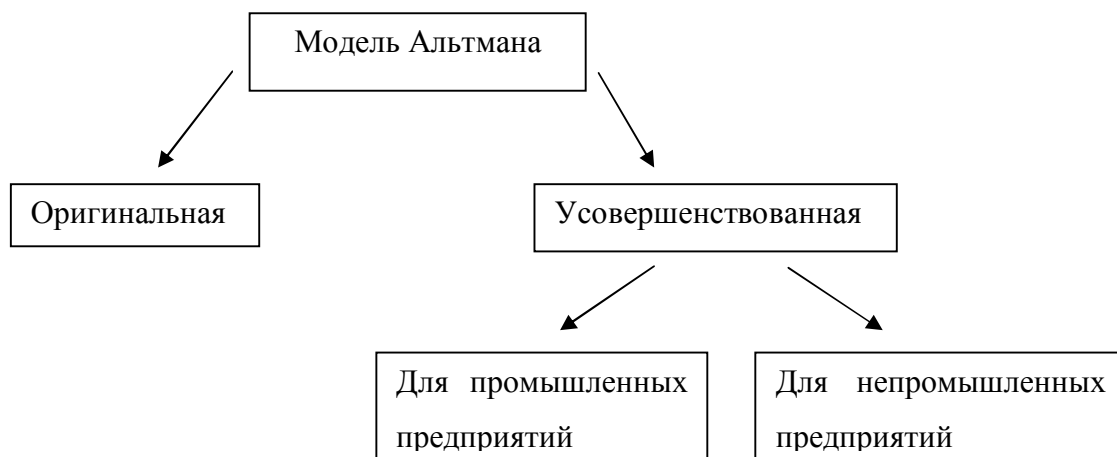 Модель Альтмана
Оригинальная
Усовершенствованная
Для промышленных
предприятий
Для непромышленных
предприятий